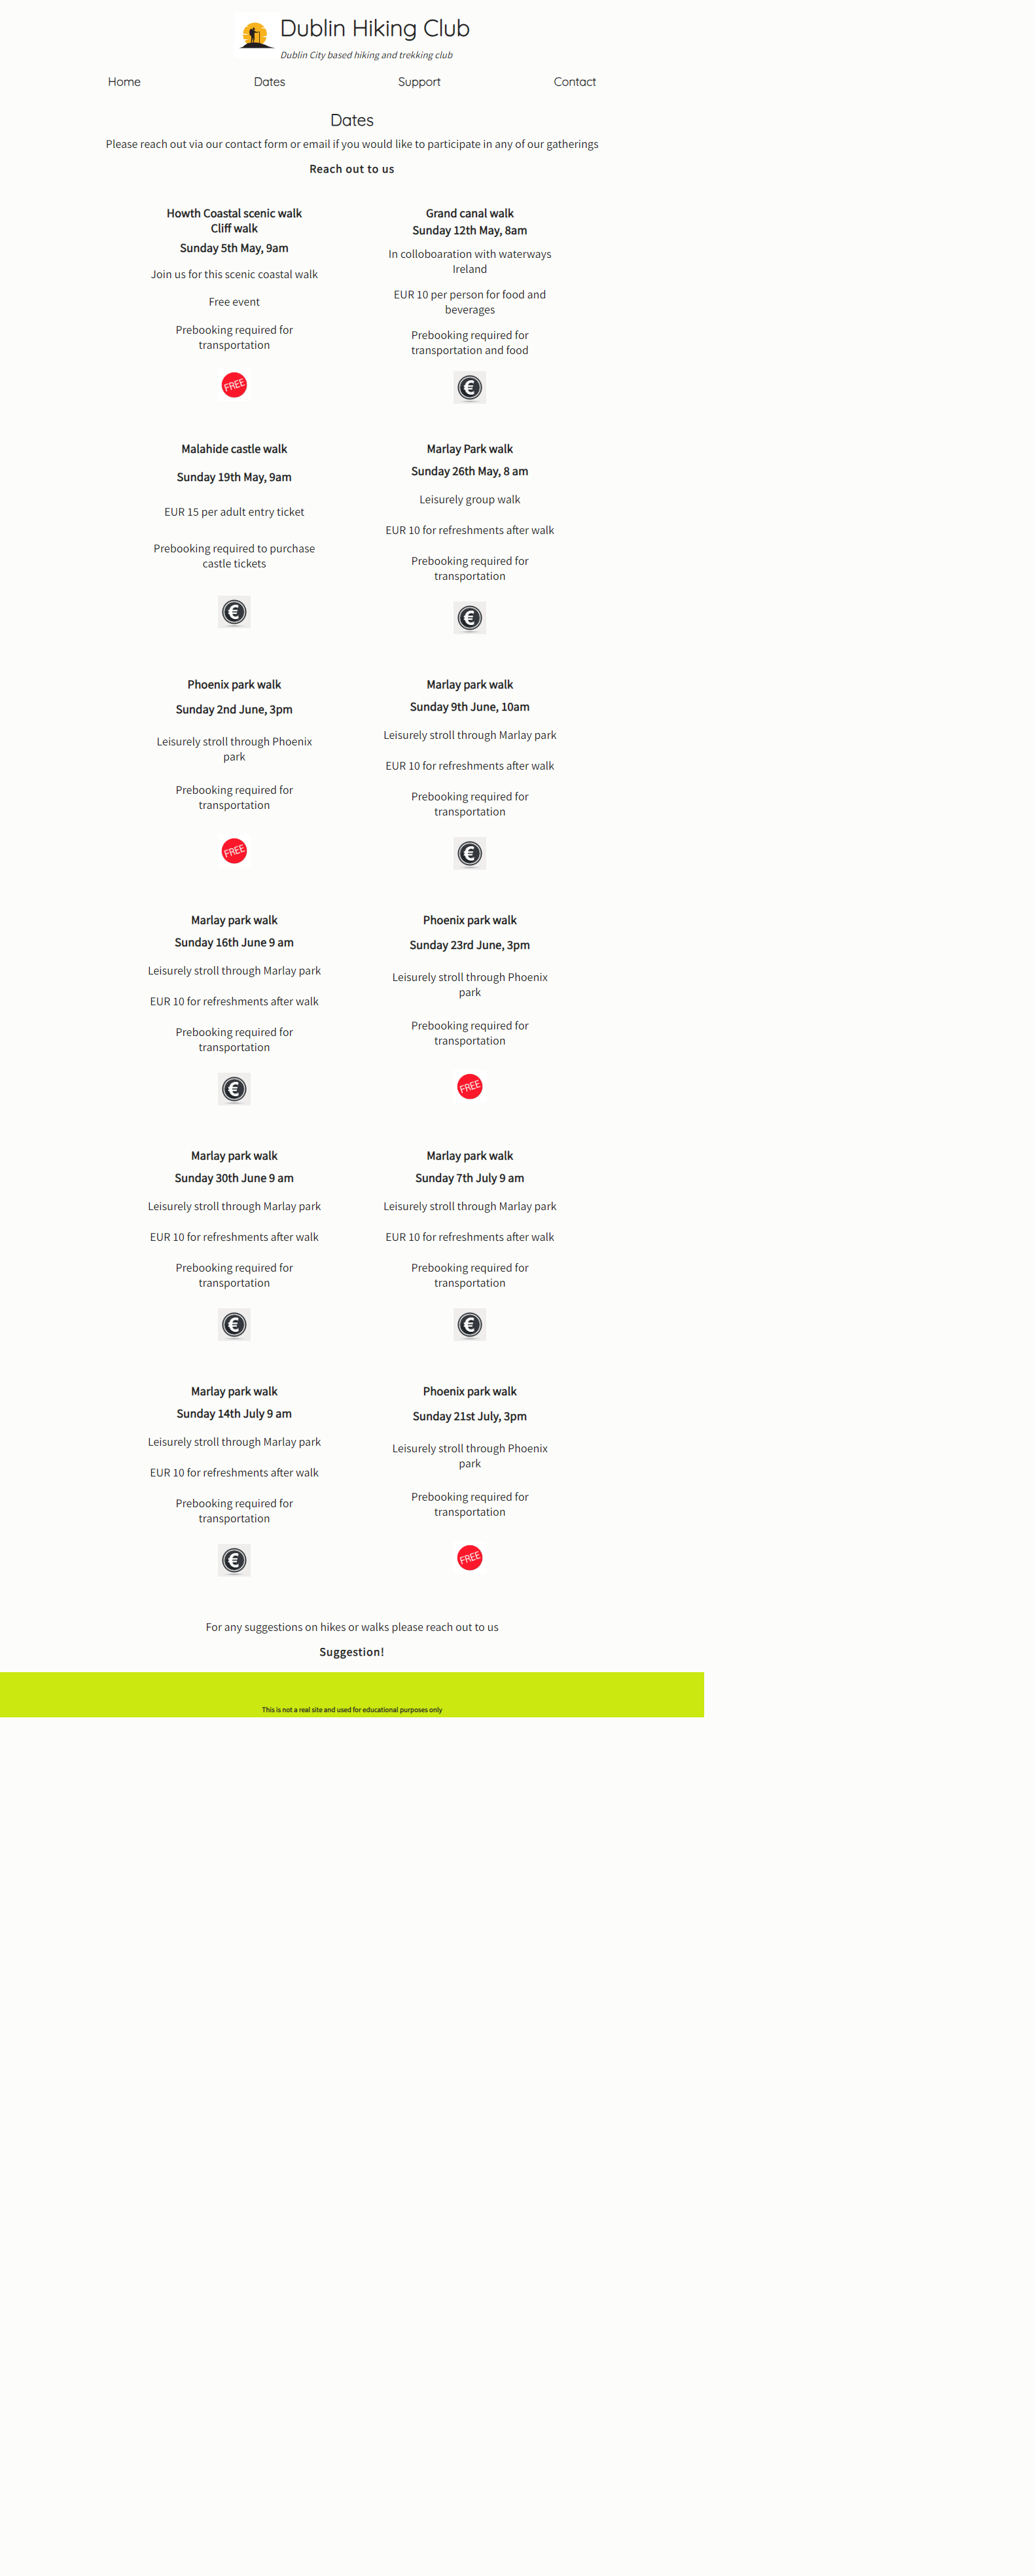 Dublin Hiking Club
Dublin City based hiking and trekking club
Home Dates Support Contact
Dates
Please reach out via our contact form or email if you would like to participate in any of our gatherings
Reach out to us
Howth Coastal scenic walk
Cliff walk
Sunday 5th May, 9am
Join us for this scenic coastal walk
Free event
Prebooking required for
transportation
FREE
Grand canal walk
Sunday 12th May, 8am
In colloboaration with waterways
Ireland
EUR 10 per person for food and
beverages
Prebooking required for
transportation and food
€
Malahide castle walk
Sunday 19th May, 9am
EUR 15 per adult entry ticket
Prebooking required to purchase
castle tickets
€
Marlay Park walk
Sunday 26th May, 8 am
Leisurely group walk
EUR 10 for refreshments after walk
Prebooking required for
transportation
€
Phoenix park walk
Sunday 2nd June, 3pm
Leisurely stroll through Phoenix
park
Prebooking required for
transportation
FREE
Marlay park walk
Sunday 9th June, 10am
Leisurely stroll through Marlay park
EUR 10 for refreshments after walk
Prebooking required for
transportation
€
Marlay park walk
Sunday 16th June 9 am
Leisurely stroll through Marlay park
EUR 10 for refreshments after walk
Prebooking required for
transportation
€
Phoenix park walk
Sunday 23rd June, 3pm
Leisurely stroll through Phoenix
park
Prebooking required for
transportation
FREE
Marlay park walk
Sunday 30th June 9 am
Leisurely stroll through Marlay park
EUR 10 for refreshments after walk
Prebooking required for
transportation
€
Marlay park walk
Sunday 7th July 9 am
Leisurely stroll through Marlay park
EUR 10 for refreshments after walk
Prebooking required for
transportation
€
Marlay park walk
Sunday 14th July 9 am
Leisurely stroll through Marlay park
EUR 10 for refreshments after walk
Prebooking required for
transportation
€
Phoenix park walk
Sunday 21st July, 3pm
Leisurely stroll through Phoenix
park
Prebooking required for
transportation
FREE
For any suggestions on hikes or walks please reach out to us
Suggestion!
This is not a real site and used for educational purposes only